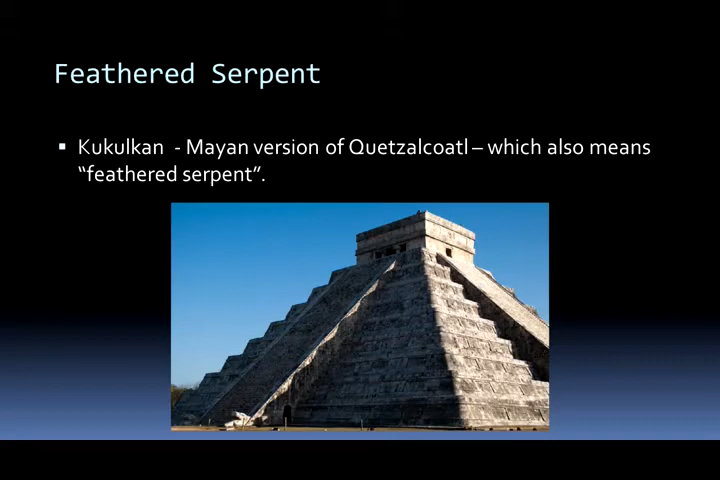 Feathered Serpent
▪ Kukulkan - Mayan version of Quetzalcoatl – which also means
“feathered serpent”.